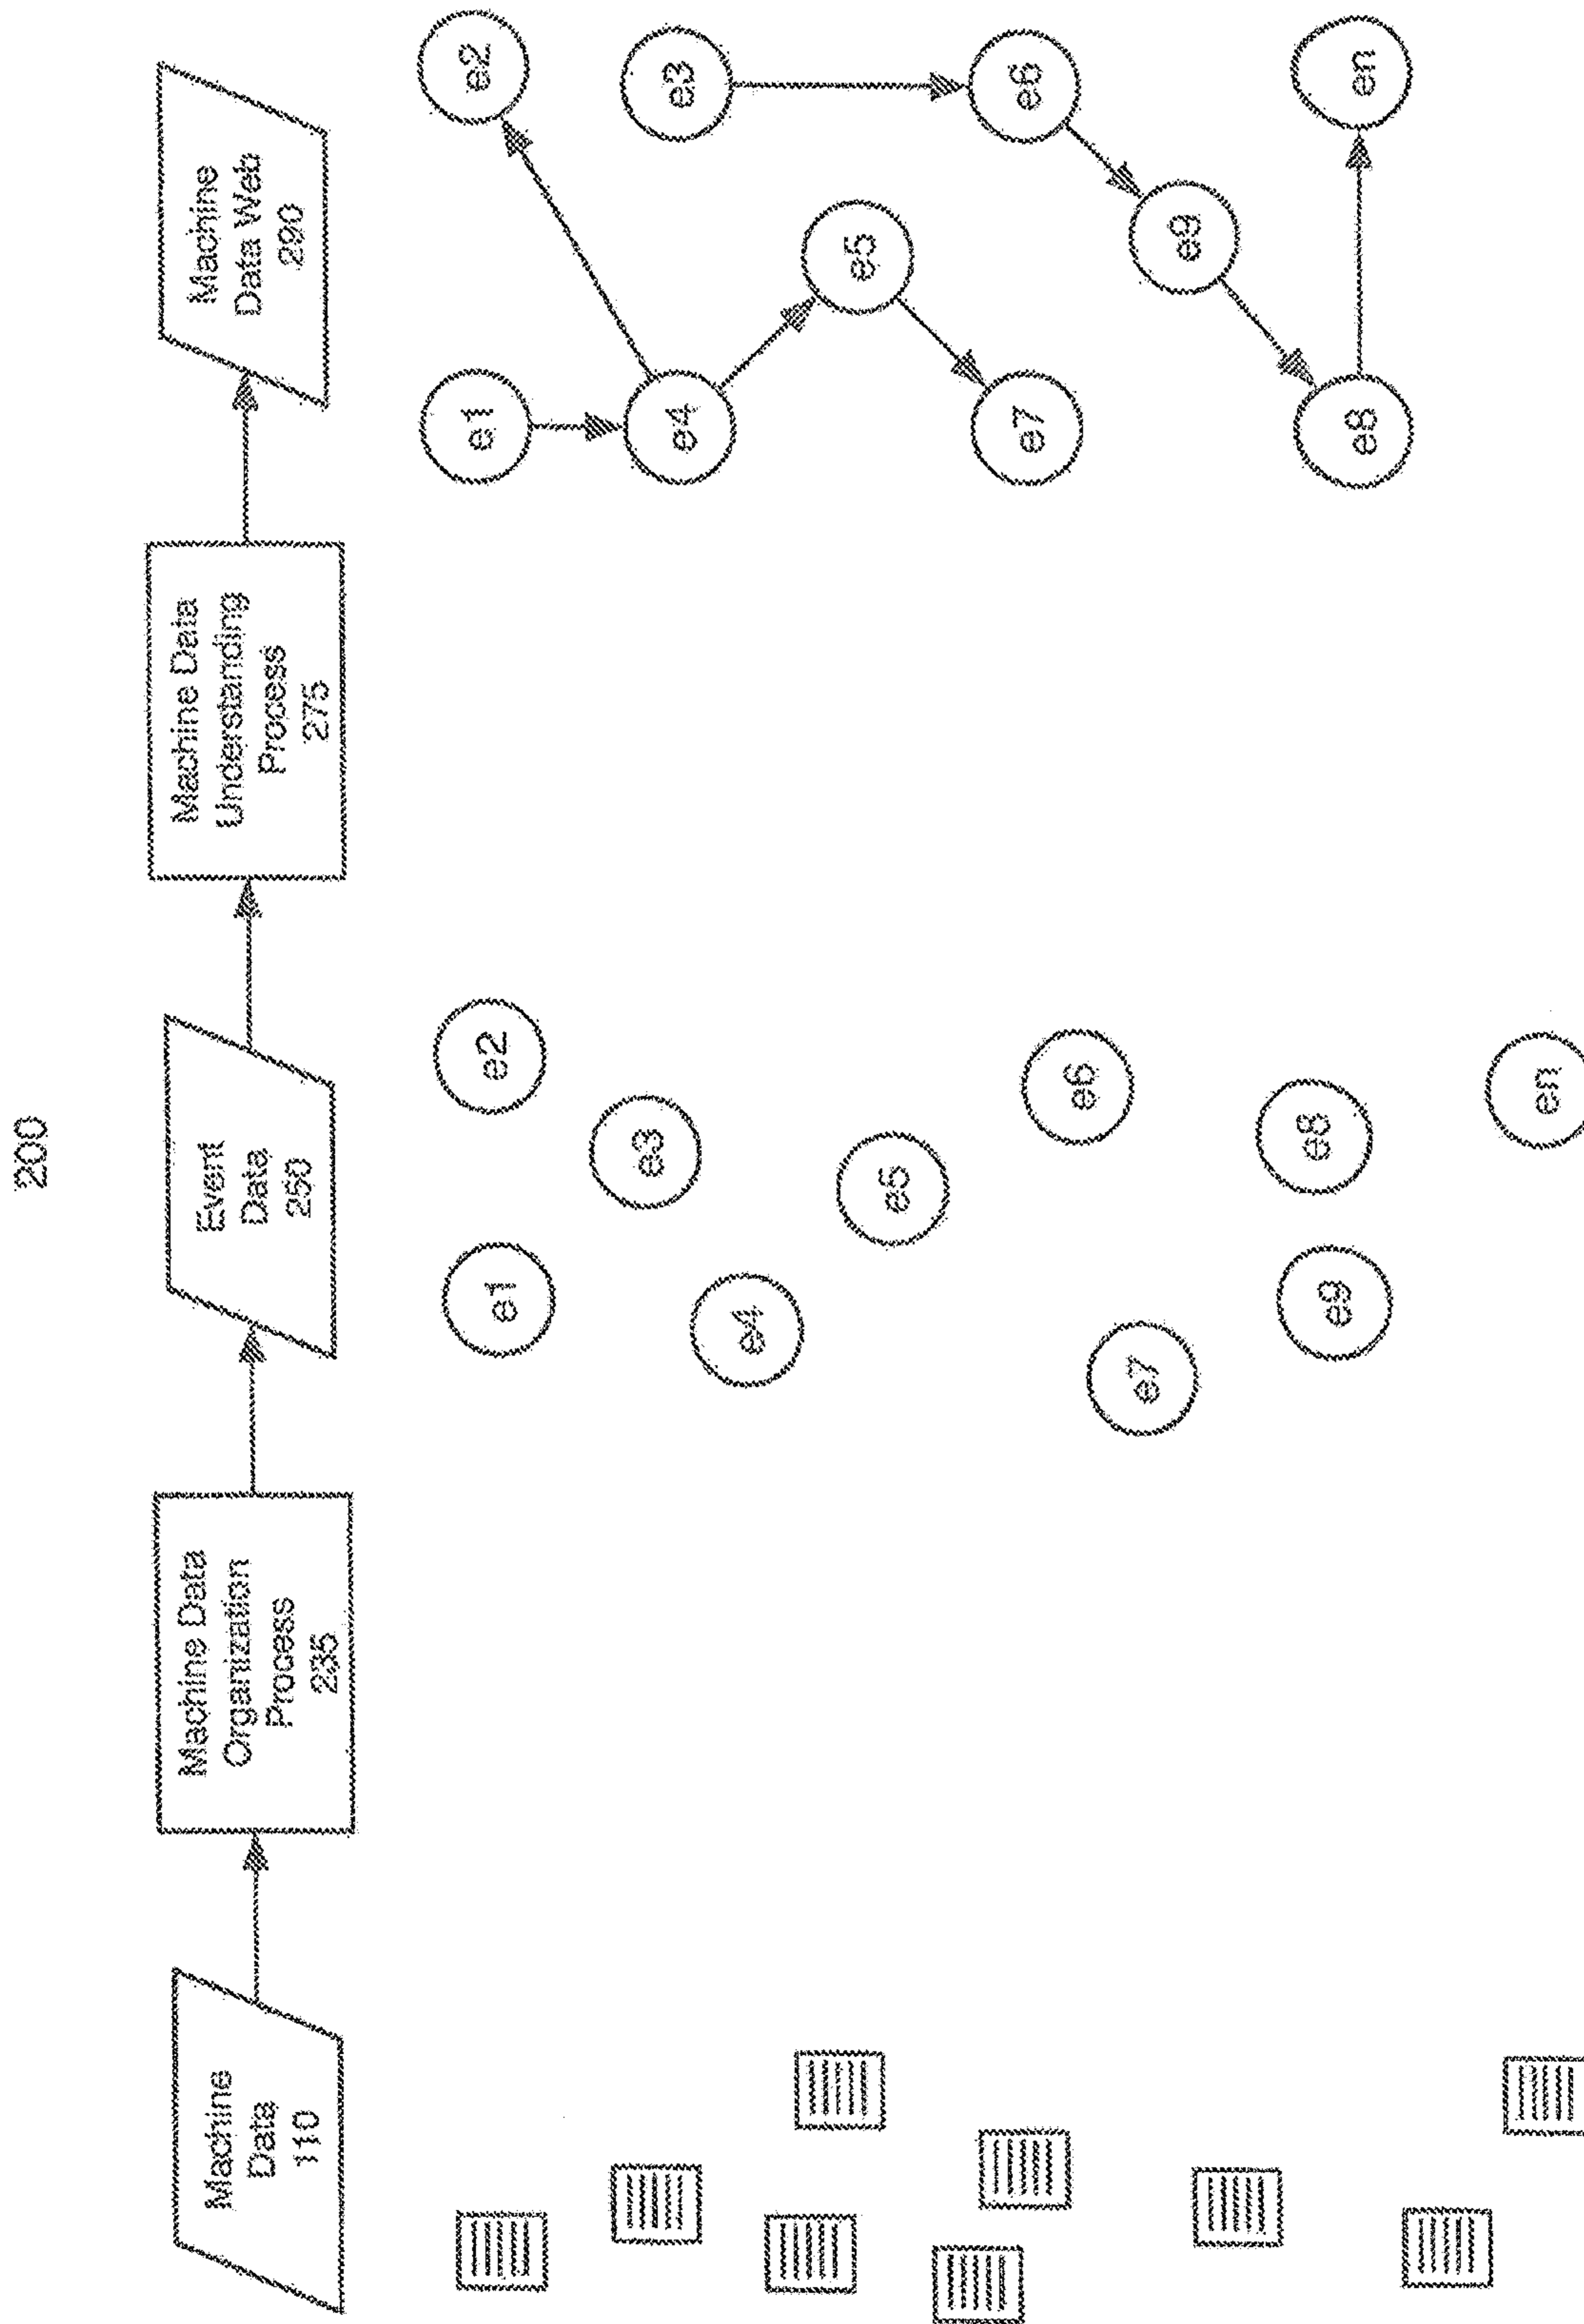 200
Machine
Data
110
Machine Data
Organization
Process
235
Event
Data
250
Machine Data
Understanding
Process
275
Machine
Data Web
290
e1
e2
e3
e4
e5
e6
e7
e8
e9
en
e1
e2
e4
e3
e5
e7
e6
e9
e8
en